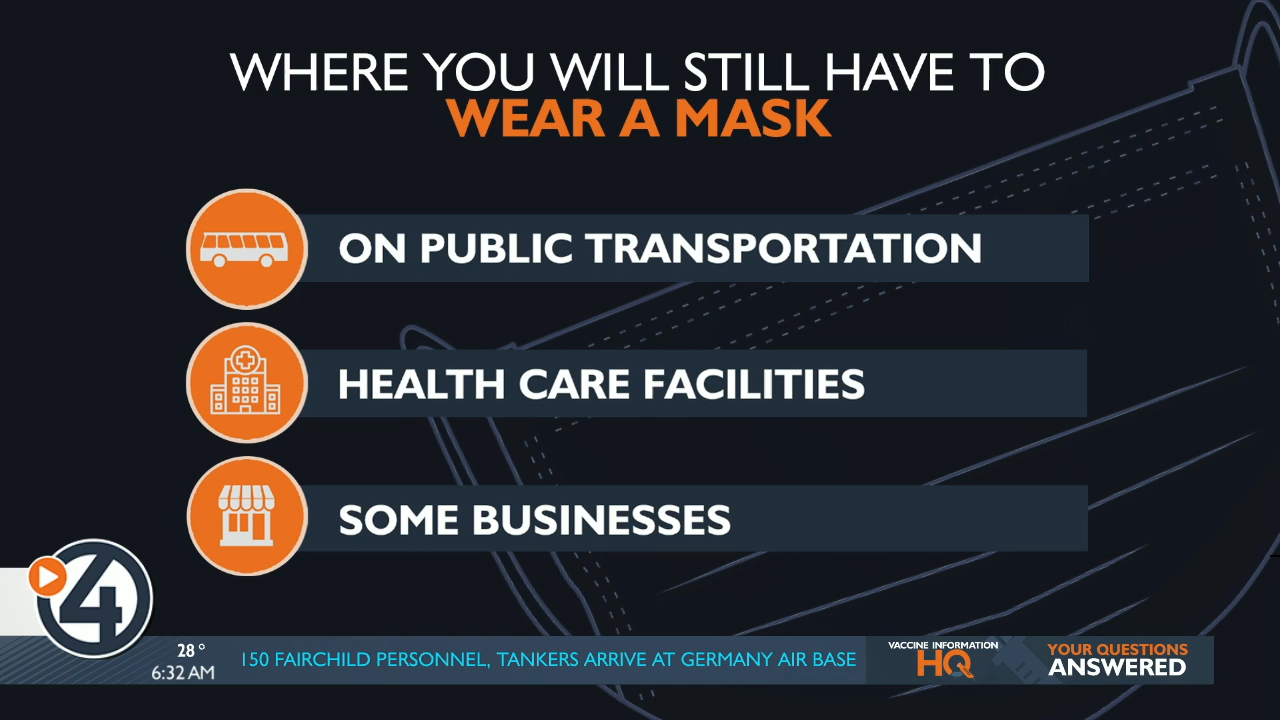 WHERE YOU WILL STILL HAVE TO
WEAR A MASK
ON PUBLIC TRANSPORTATION
HEALTH CARE FACILITIES
SOME BUSINESSES
4
28°
6:32 AM
150 FAIRCHILD PERSONNEL, TANKERS ARRIVE AT GERMANY AIR BASE
VACCINE INFORMATION
HQ
YOUR QUESTIONS
ANSWERED